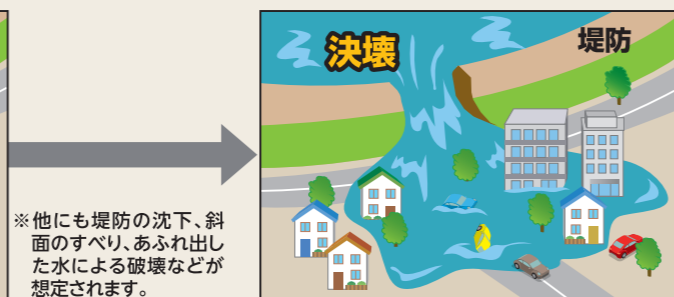 決壊
堤防
※他にも堤防の沈下、斜
面のすべり、あふれ出し
た水による破壊などが
想定されます。